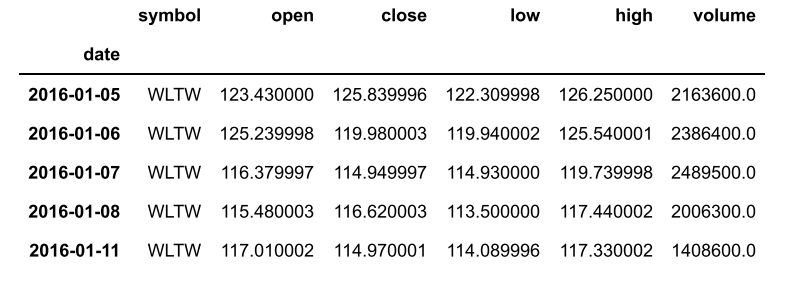 symbol open close low high volume
date
2016-01-05 WLTW 123.430000 125.839996 122.309998 126.250000 2163600.0
2016-01-06 WLTW 125.239998 119.980003 119.940002 125.540001 2386400.0
2016-01-07 WLTW 116.379997 114.949997 114.930000 119.739998 2489500.0
2016-01-08 WLTW 115.480003 116.620003 113.500000 117.440002 2006300.0
2016-01-11 WLTW 117.010002 114.970001 114.089996 117.330002 1408600.0